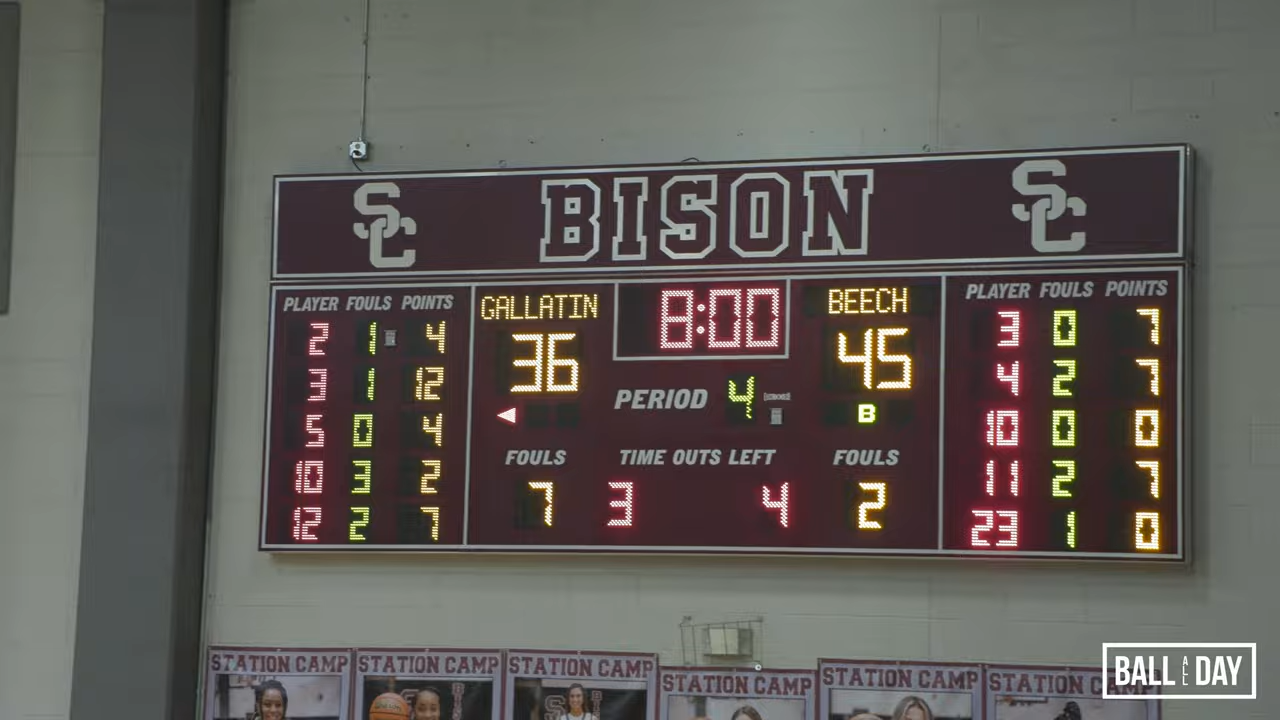 SC BISON SC
PLAYER FOULS POINTS
2 1 4
3 1 12
5 0 4
10 3 2
12 2 7
GALLATIN 8:00 BEECH
36 45
PERIOD 4
B
FOULS TIME OUTS LEFT FOULS
7 3 4 2
PLAYER FOULS POINTS
3 0 7
4 2 7
10 0 0
11 2 7
23 1 0
STATION CAMP STATION CAMP STATION CAMP STATION CAMP STATION CAMP STATION CAMP
BALL ALL DAY